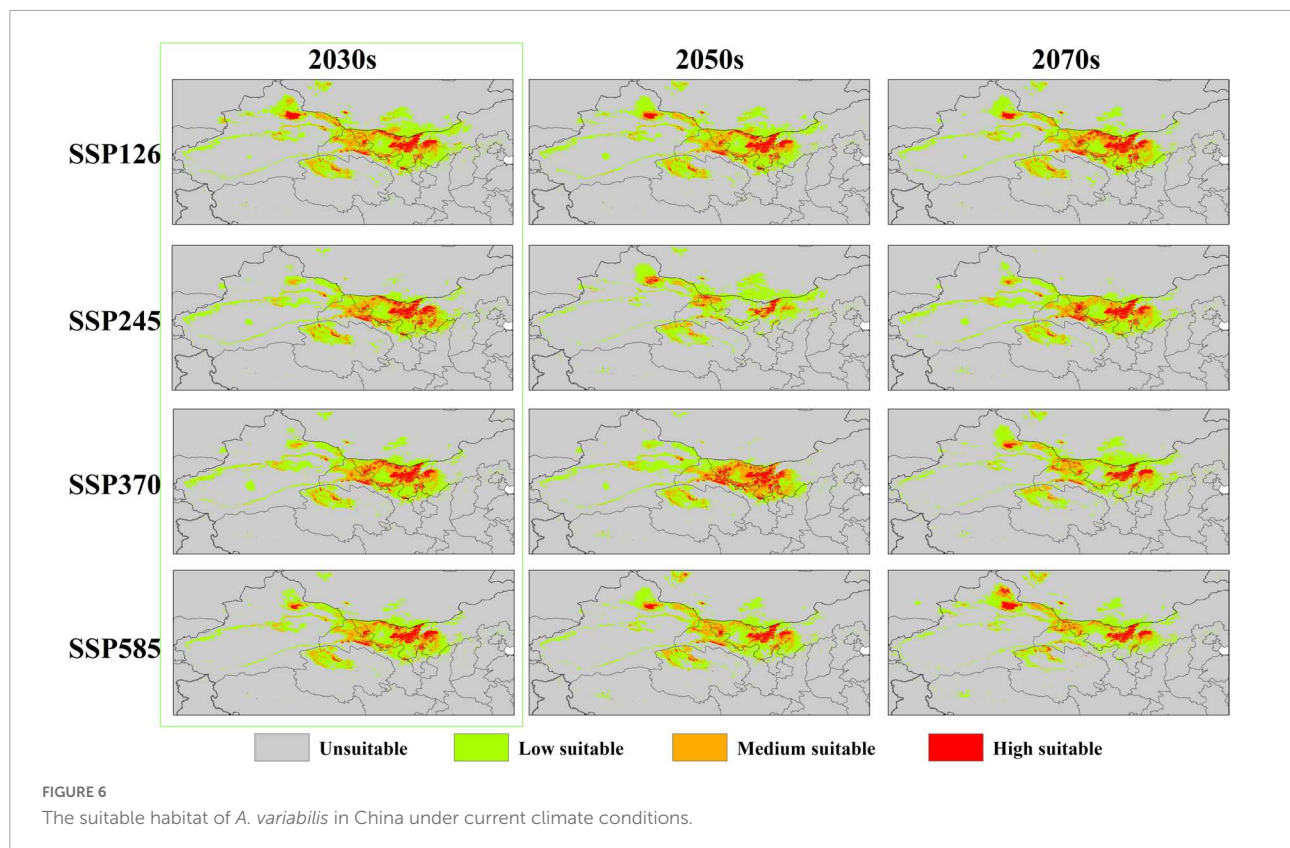 2030s 2050s 2070s
SSP126
SSP245
SSP370
SSP585
Unsuitable Low suitable Medium suitable High suitable
FIGURE 6
The suitable habitat of A. variabilis in China under current climate conditions.